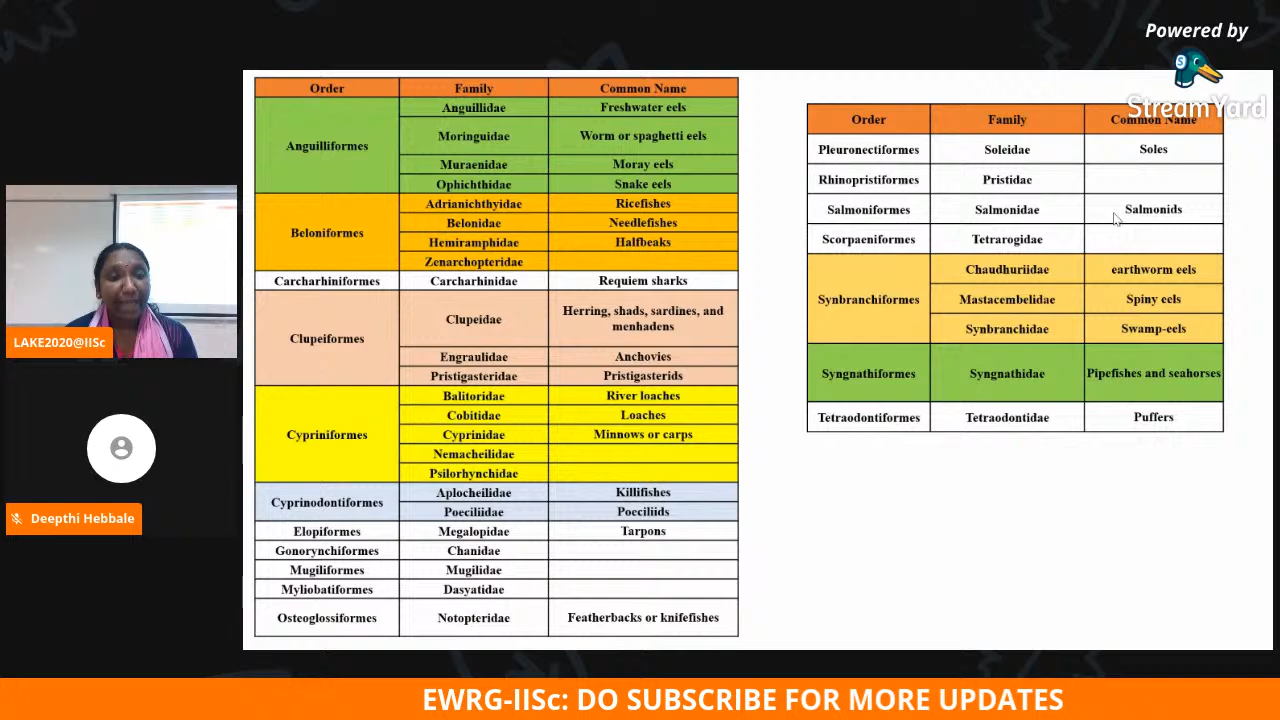 Powered by
StreamYard
Order Family Common Name
Anguilliformes Anguillidae Freshwater eels
Moringuidae Worm or spaghetti eels
Muraenidae Moray eels
Ophichthidae Snake eels
Beloniformes Adrianichthyidae Ricefishes
Belonidae Needlefishes
Hemiramphidae Halfbeaks
Zenarchopteridae
Carcharhiniformes Carcharhinidae Requiem sharks
Clupeiformes Clupeidae Herring, shads, sardines, and
menhadens
Engraulidae Anchovies
Pristigasteridae Pristigasterids
Cypriniformes Balitoridae River loaches
Cobitidae Loaches
Cyprinidae Minnows or carps
Nemacheilidae
Psilorhynchidae
Cyprinodontiformes Aplocheilidae Killifishes
Poeciliidae Poeciliids
Elopiformes Megalopidae Tarpons
Gonorynchiformes Chanidae
Mugiliformes Mugilidae
Myliobatiformes Dasyatidae
Osteoglossiformes Notopteridae Featherbacks or knifefishes
Order Family Common Name
Pleuronectiformes Soleidae Soles
Rhinopristiformes Pristidae
Salmoniformes Salmonidae Salmonids
Scorpaeniformes Tetrarogidae
Synbranchiformes Chaudhuriidae earthworm eels
Mastacembelidae Spiny eels
Synbranchidae Swamp-eels
Syngnathiformes Syngnathidae Pipefishes and seahorses
Tetraodontiformes Tetraodontidae Puffers
LAKE2020@IISc
Deepthi Hebbale
EWRG-IISc: DO SUBSCRIBE FOR MORE UPDATES